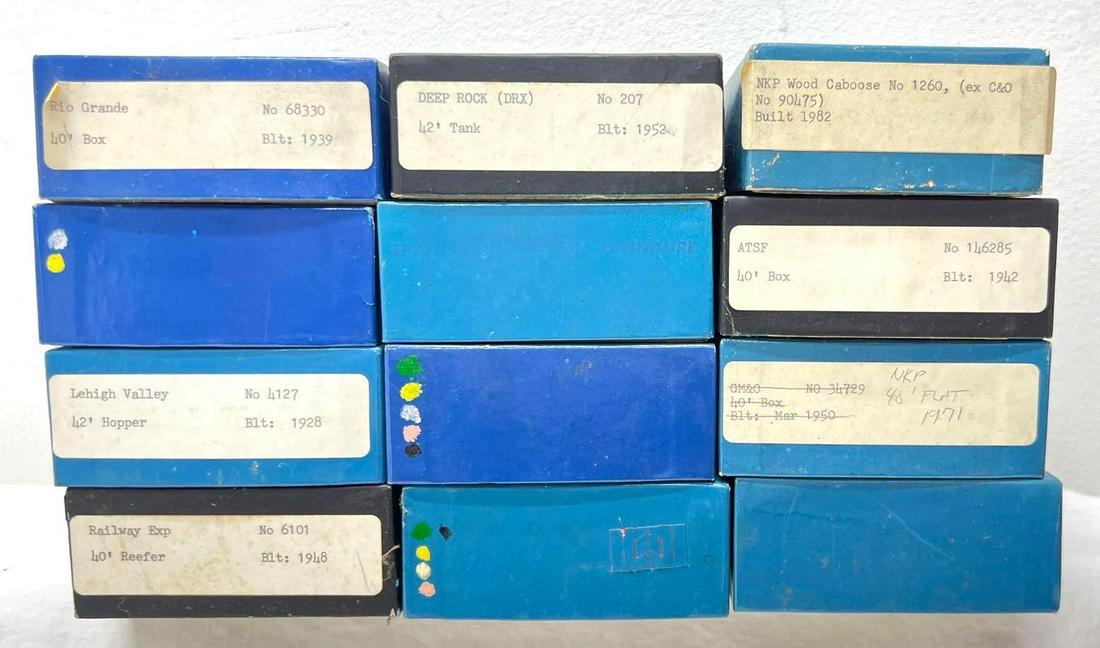 Rio Grande No 68330
40' Box Blt: 1939
DEEP ROCK (DRX) No 207
42' Tank Blt: 1952
NKP Wood Caboose No 1260, (ex C&O
No 90475)
Built 1982
ATSF No 146285
40' Box Blt: 1942
Lehigh Valley No 4127
42' Hopper Blt: 1928
GM&O NO 34729
40' Box
Blt: Mar 1950
NKP
40' FLAT
1971
Railway Exp No 6101
40' Reefer Blt: 1948